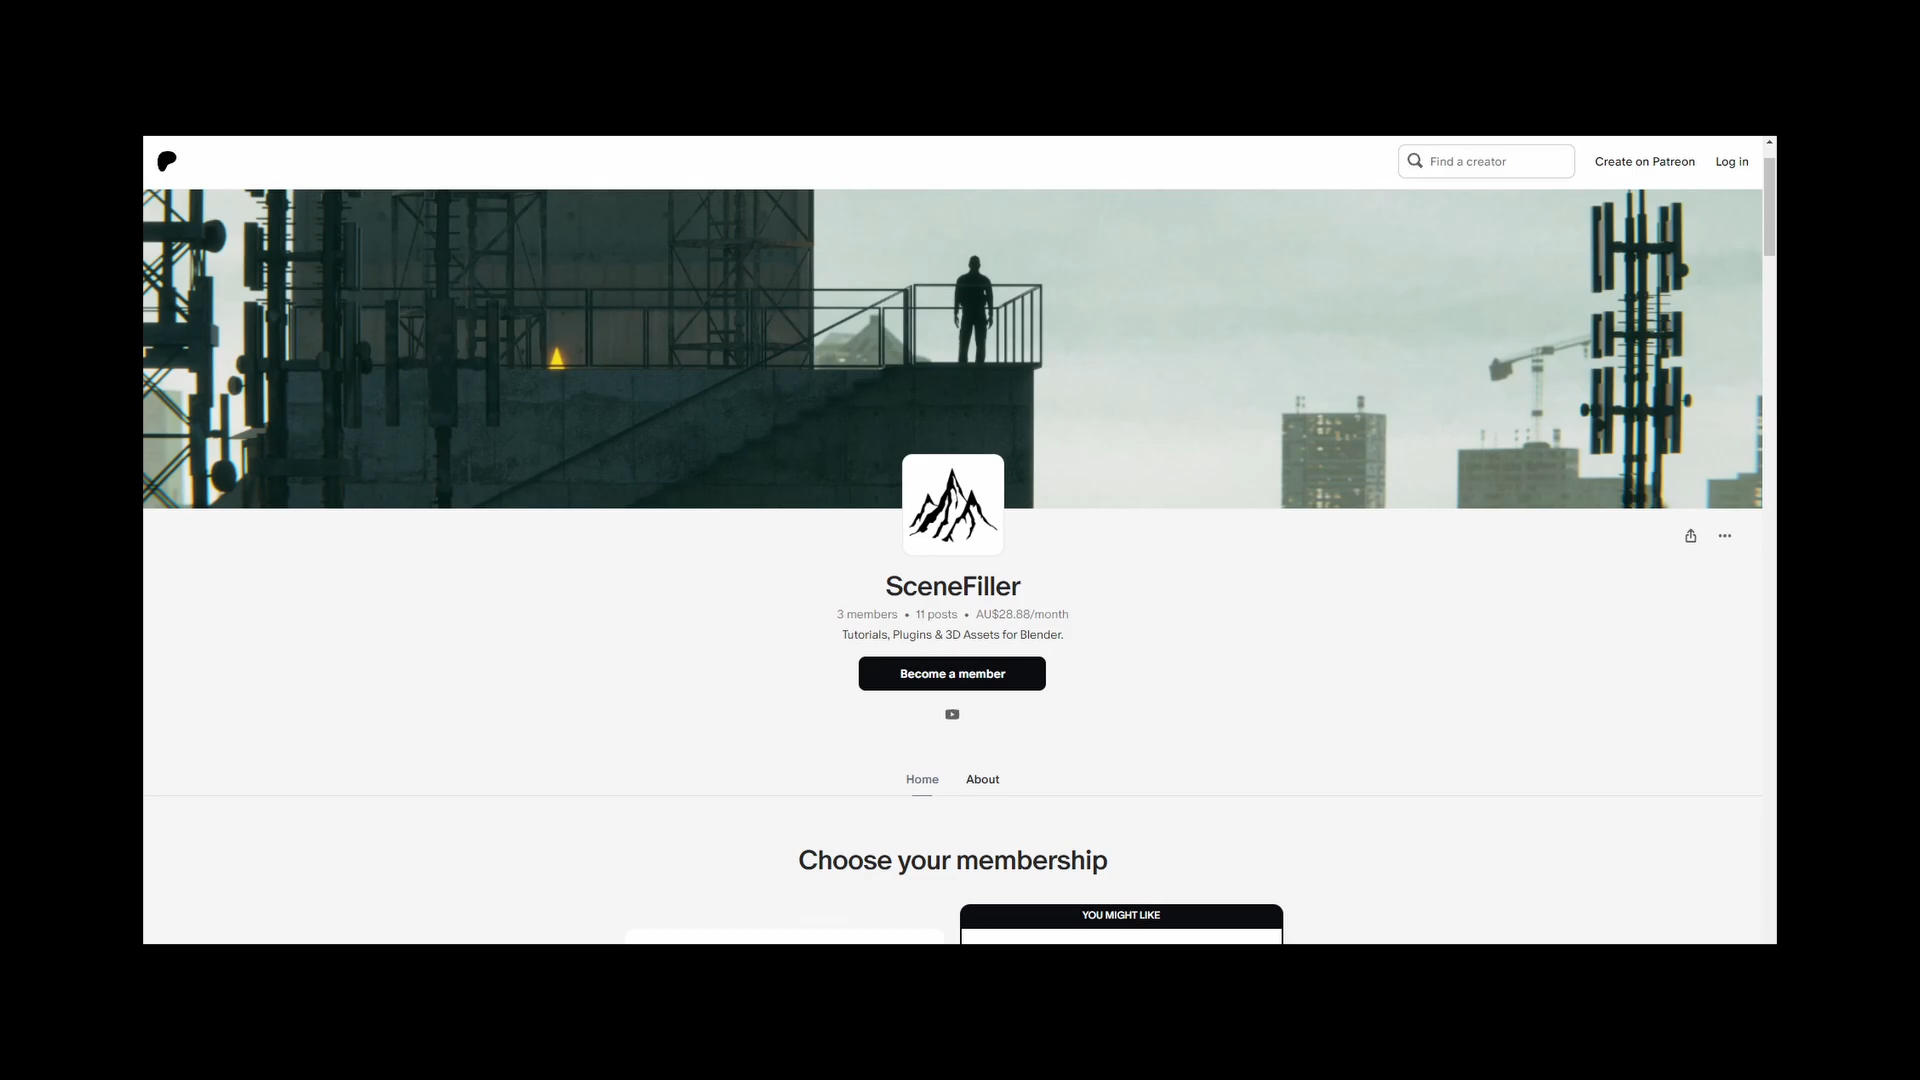 Find a creator
Create on Patreon
Log in
SceneFiller
3 members • 11 posts • AU$28.88/month
Tutorials, Plugins & 3D Assets for Blender.
Become a member
Home
About
Choose your membership
YOU MIGHT LIKE